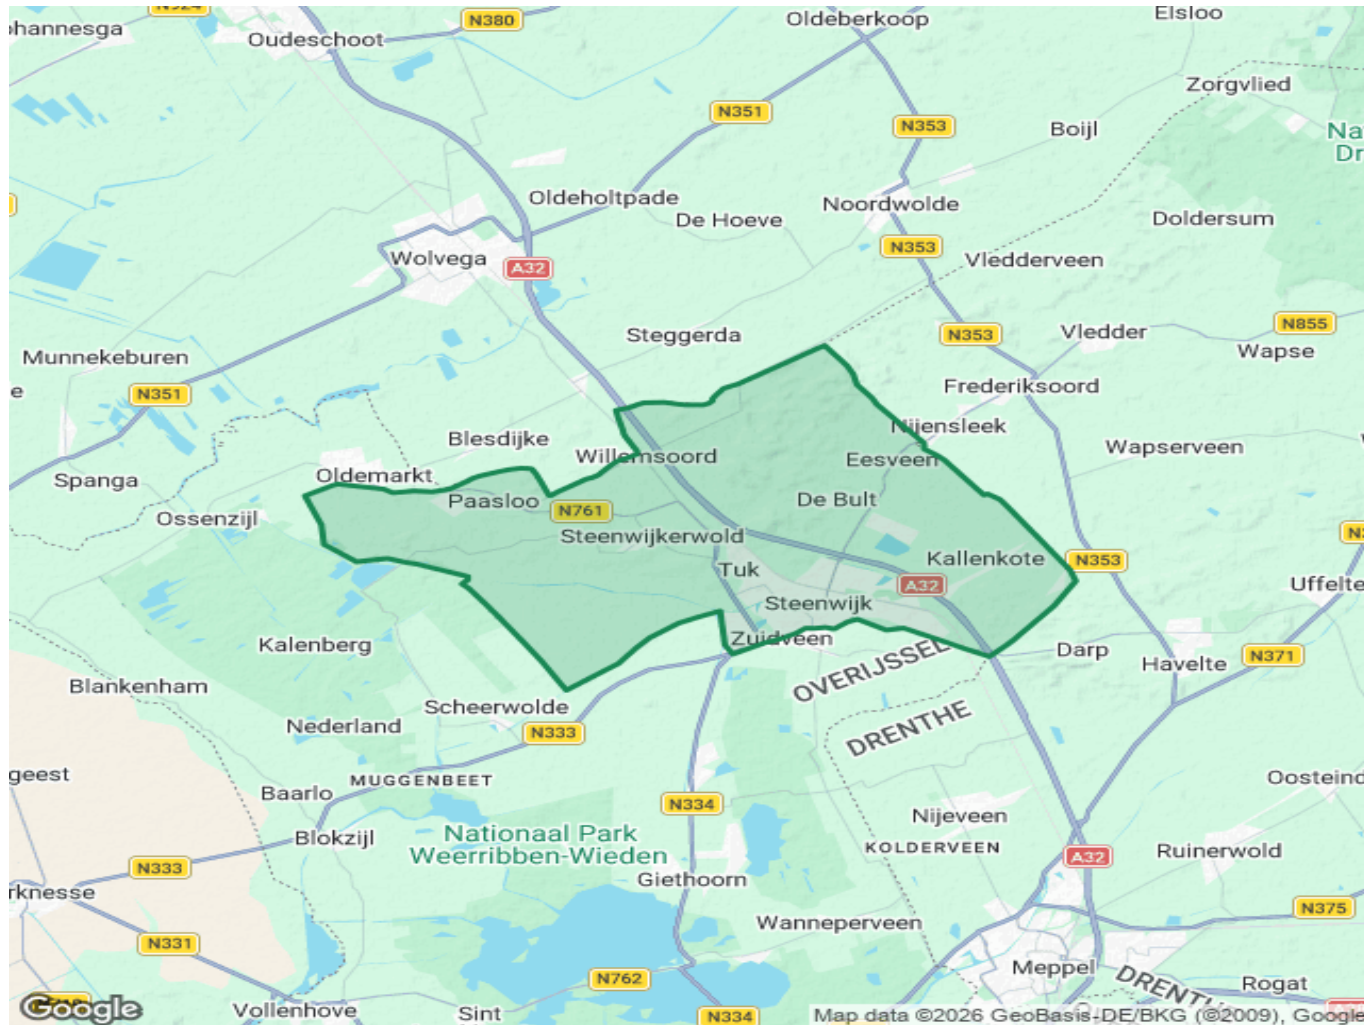 N924
N380
Oldeberkoop
Elsloo
Oudeschoot
Zorgvlied
N351
N353
Boijl
Oldeholtpade
De Hoeve
Noordwolde
Doldersum
N353
Wolvega
A32
Vledderveen
Steggerda
N353
Vledder
N855
Wapse
Munnekeburen
N351
Frederiksoord
Nijensleek
Blesdijke
Willemsoord
Eesveen
Wapserveen
Oldemarkt
Spanga
Paasloo
N761
De Bult
Ossenzijl
Steenwijkerwold
Kallenkote
N353
Tuk
A32
Uffelte
Steenwijk
Kalenberg
Zuidveen
OVERIJSSEL
Darp
Havelte
N371
Blankenham
Scheerwolde
Nederland
N333
DRENTHE
MUGGENBEET
geest
Baarlo
Oosteind
N334
Nijeveen
Nationaal Park
Weerribben-Wieden
Blokzijl
KOLDERVEEN
A32
Ruinerwold
N333
Giethoorn
rknesse
Wanneperveen
N375
N331
N762
Meppel
DRENTHE
Rogat
Google
Vollenhove
Sint
N334
Map data ©2026 GeoBasis-DE/BKG (©2009), Google